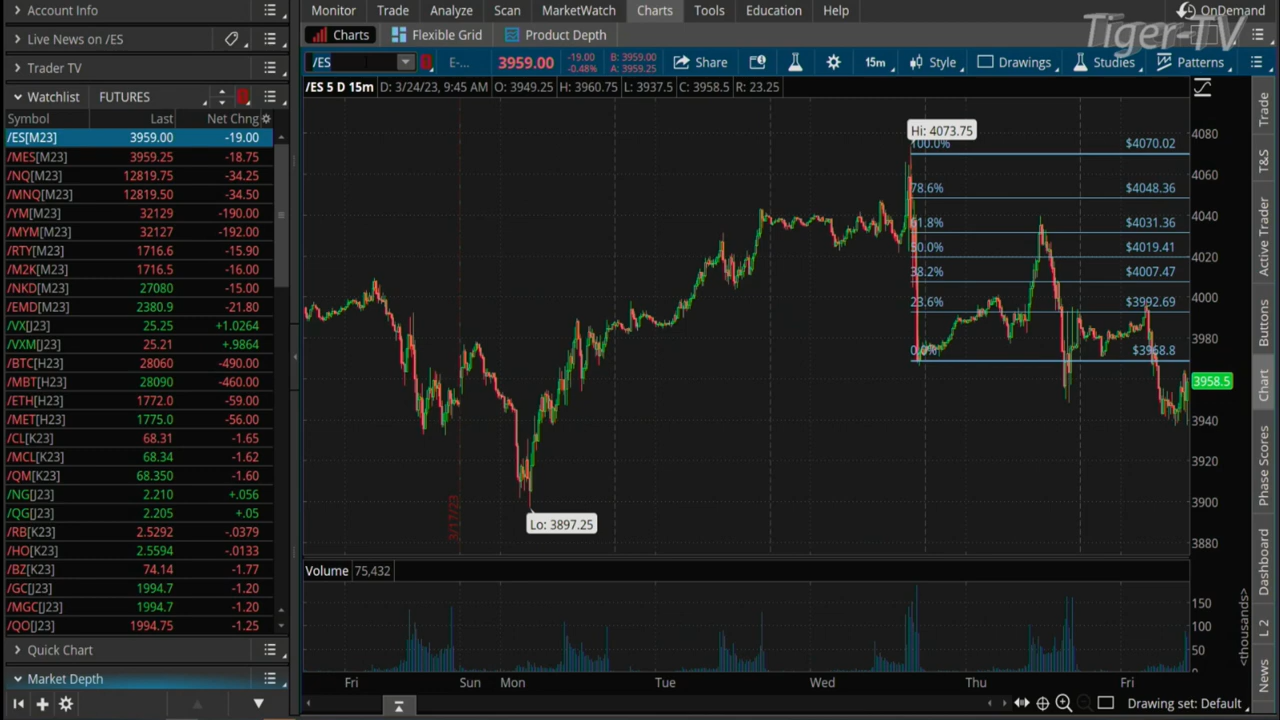 Account Info
Live News on /ES
Trader TV
Watchlist FUTURES
Symbol Last Net Chng
/ES[M23] 3959.00 -19.00
/MES[M23] 3959.25 -18.75
/NQ[M23] 12819.75 -34.25
/MNQ[M23] 12819.50 -34.50
/YM[M23] 32129 -190.00
/MYM[M23] 32127 -192.00
/RTY[M23] 1716.6 -15.90
/M2K[M23] 1716.5 -16.00
/NKD[M23] 27080 -15.00
/EMD[M23] 2380.9 -21.80
/VX[J23] 25.25 +1.0264
/VXM[J23] 25.21 +.9864
/BTC[H23] 28060 -490.00
/MBT[H23] 28090 -460.00
/ETH[H23] 1772.0 -59.00
/MET[H23] 1775.0 -56.00
/CL[K23] 68.31 -1.65
/MCL[K23] 68.34 -1.62
/QM[K23] 68.350 -1.60
/NG[J23] 2.210 +.056
/QG[J23] 2.205 +.05
/RB[K23] 2.5292 -.0379
/HO[K23] 2.5594 -.0133
/BZ[K23] 74.14 -1.77
/GC[J23] 1994.7 -1.20
/MGC[J23] 1994.7 -1.20
/QO[J23] 1994.75 -1.25
Quick Chart
Market Depth
Monitor Trade Analyze Scan MarketWatch Charts Tools Education Help
OnDemand
Tiger-TV
Charts Flexible Grid Product Depth
/ES E-... 3959.00 -19.00 -0.48% B: 3959.00 A: 3959.25 Share 15m Style Drawings Studies Patterns
/ES 5 D 15m D: 3/24/23, 9:45 AM O: 3949.25 H: 3960.75 L: 3937.5 C: 3958.5 R: 23.25
Hi: 4073.75
100.0% $4070.02
78.6% $4048.36
61.8% $4031.36
50.0% $4019.41
38.2% $4007.47
23.6% $3992.69
0.0% $3968.8
Lo: 3897.25
3/17/23
4080
4060
4040
4020
4000
3980
3958.5
3940
3920
3900
3880
Volume 75,432
150
100
50
0
<thousands>
Fri Sun Mon Tue Wed Thu Fri
Drawing set: Default
Trade
T&S
Active Trader
Buttons
Chart
Phase Scores
Dashboard
L 2
News